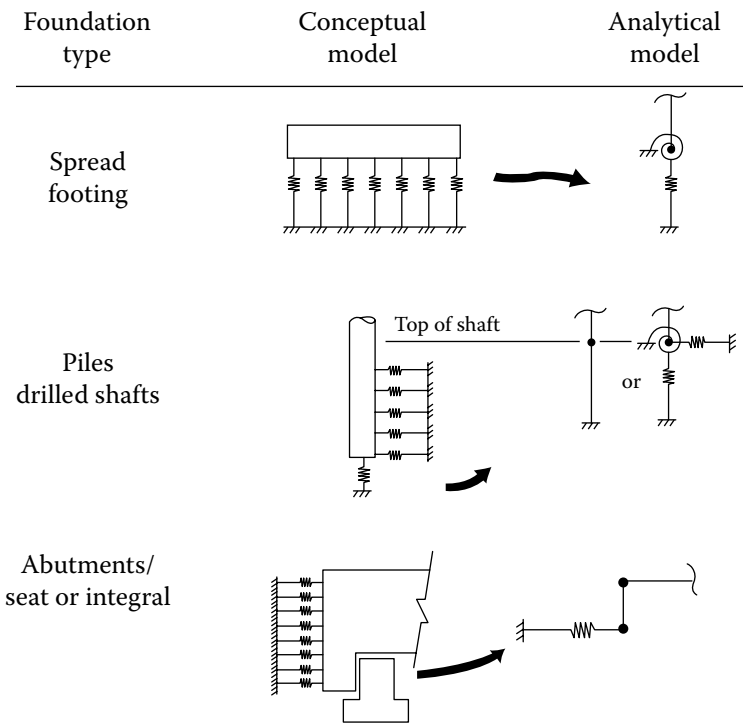 Foundation
type
Conceptual
model
Analytical
model
Spread
footing
Top of shaft
Piles
drilled shafts
or
Abutments/
seat or integral